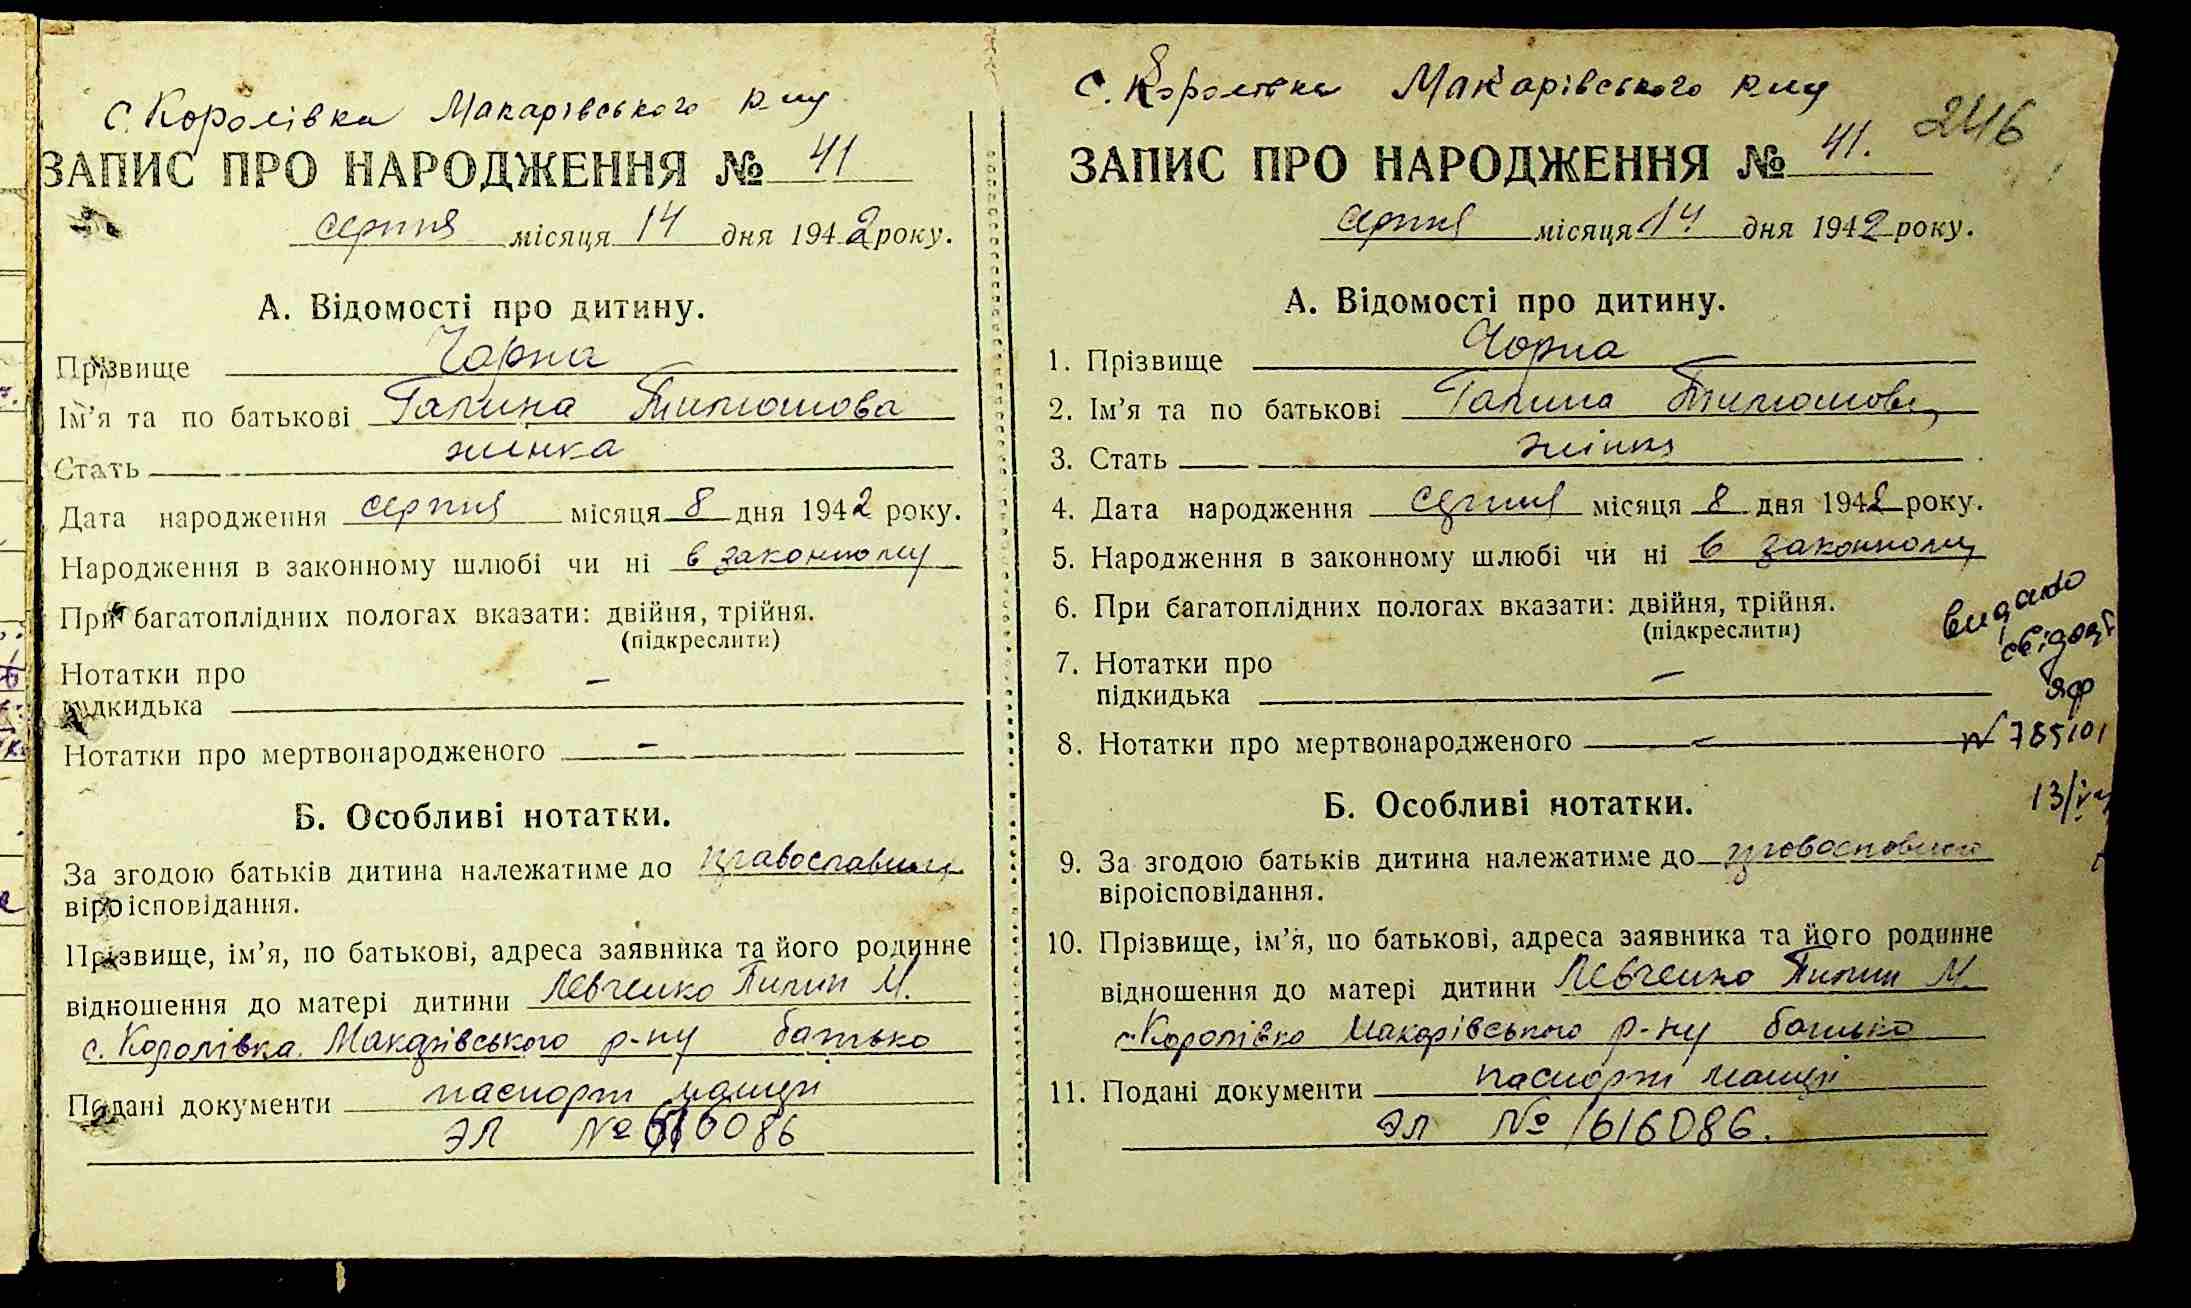 с. Королівка Макарівського р-ну
ЗАПИС ПРО НАРОДЖЕННЯ № 41
серпня місяця 14 дня 1942 року.
А. Відомості про дитину.
Прізвище Чорна
Ім'я та по батькові Галина
Стать жинка
Дата народження серпня місяця 8 дня 1942 року.
Народження в законному шлюбі чи ні в законному
При багатоплідних пологах вказати: двійня, трійня.
(підкреслити)
Нотатки про
підкидька –
Нотатки про мертвонародженого –
Б. Особливі нотатки.
За згодою батьків дитина належатиме до православного
віроісповідання.
Прізвище, ім'я, по батькові, адреса заявника та його родинне
відношення до матері дитини Левченко Пилип М.
с. Королівка Макарівського р-ну батько
Подані документи паспорт матері
ЭЛ № 616086
с. Королівка Макарівського р-ну
246
ЗАПИС ПРО НАРОДЖЕННЯ № 41.
серпня місяця 14 дня 1942 року.
А. Відомості про дитину.
1. Прізвище Чорна
2. Ім'я та по батькові Галина
3. Стать жінка
4. Дата народження серпня місяця 8 дня 1942 року.
5. Народження в законному шлюбі чи ні в законному
6. При багатоплідних пологах вказати: двійня, трійня.
(підкреслити)
7. Нотатки про
підкидька –
8. Нотатки про мертвонародженого –
видано
свідоцт
ЯФ
N 785101
Б. Особливі нотатки.
9. За згодою батьків дитина належатиме до православного
віроісповідання.
10. Прізвище, ім'я, по батькові, адреса заявника та його родинне
відношення до матері дитини Левченко Пилип М.
с. Королівка Макарівського р-ну батько
11. Подані документи паспорт матері
ЭЛ № 1616086.